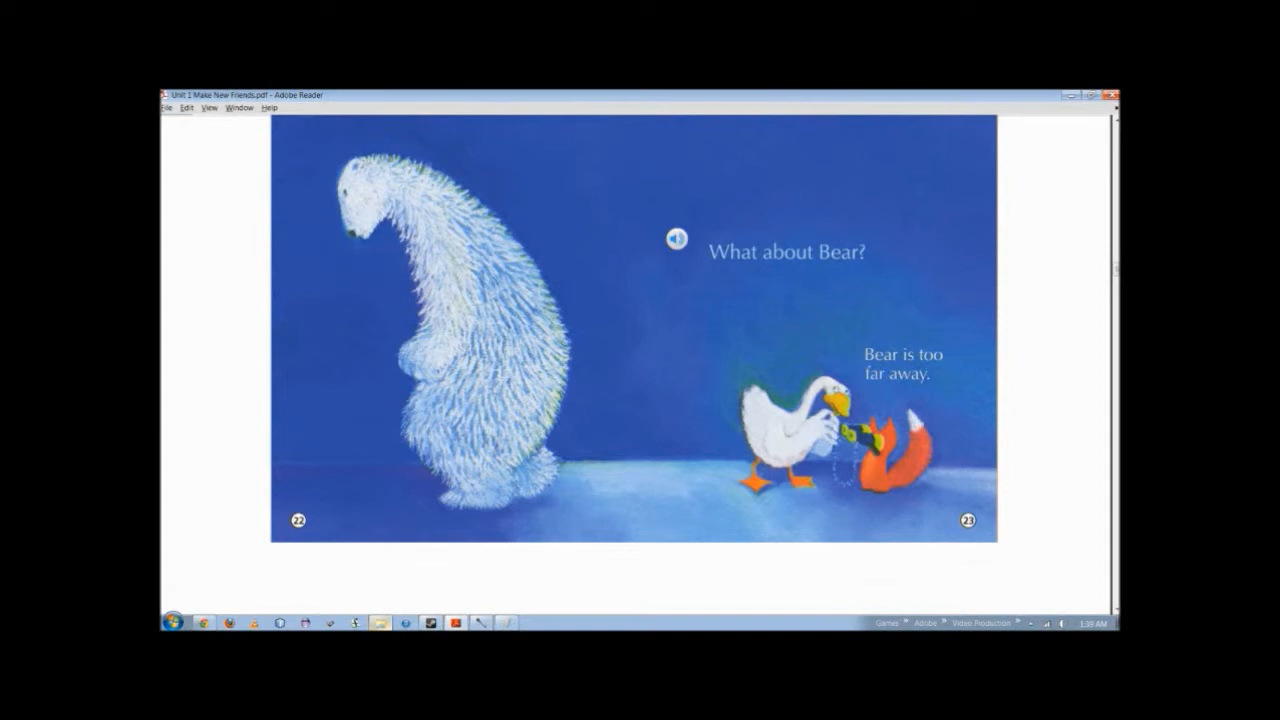 Unit 1 Make New Friends.pdf - Adobe Reader
File Edit View Window Help
What about Bear?
Bear is too
far away.
22
23
Games
Adobe
Video Production
1:39 AM